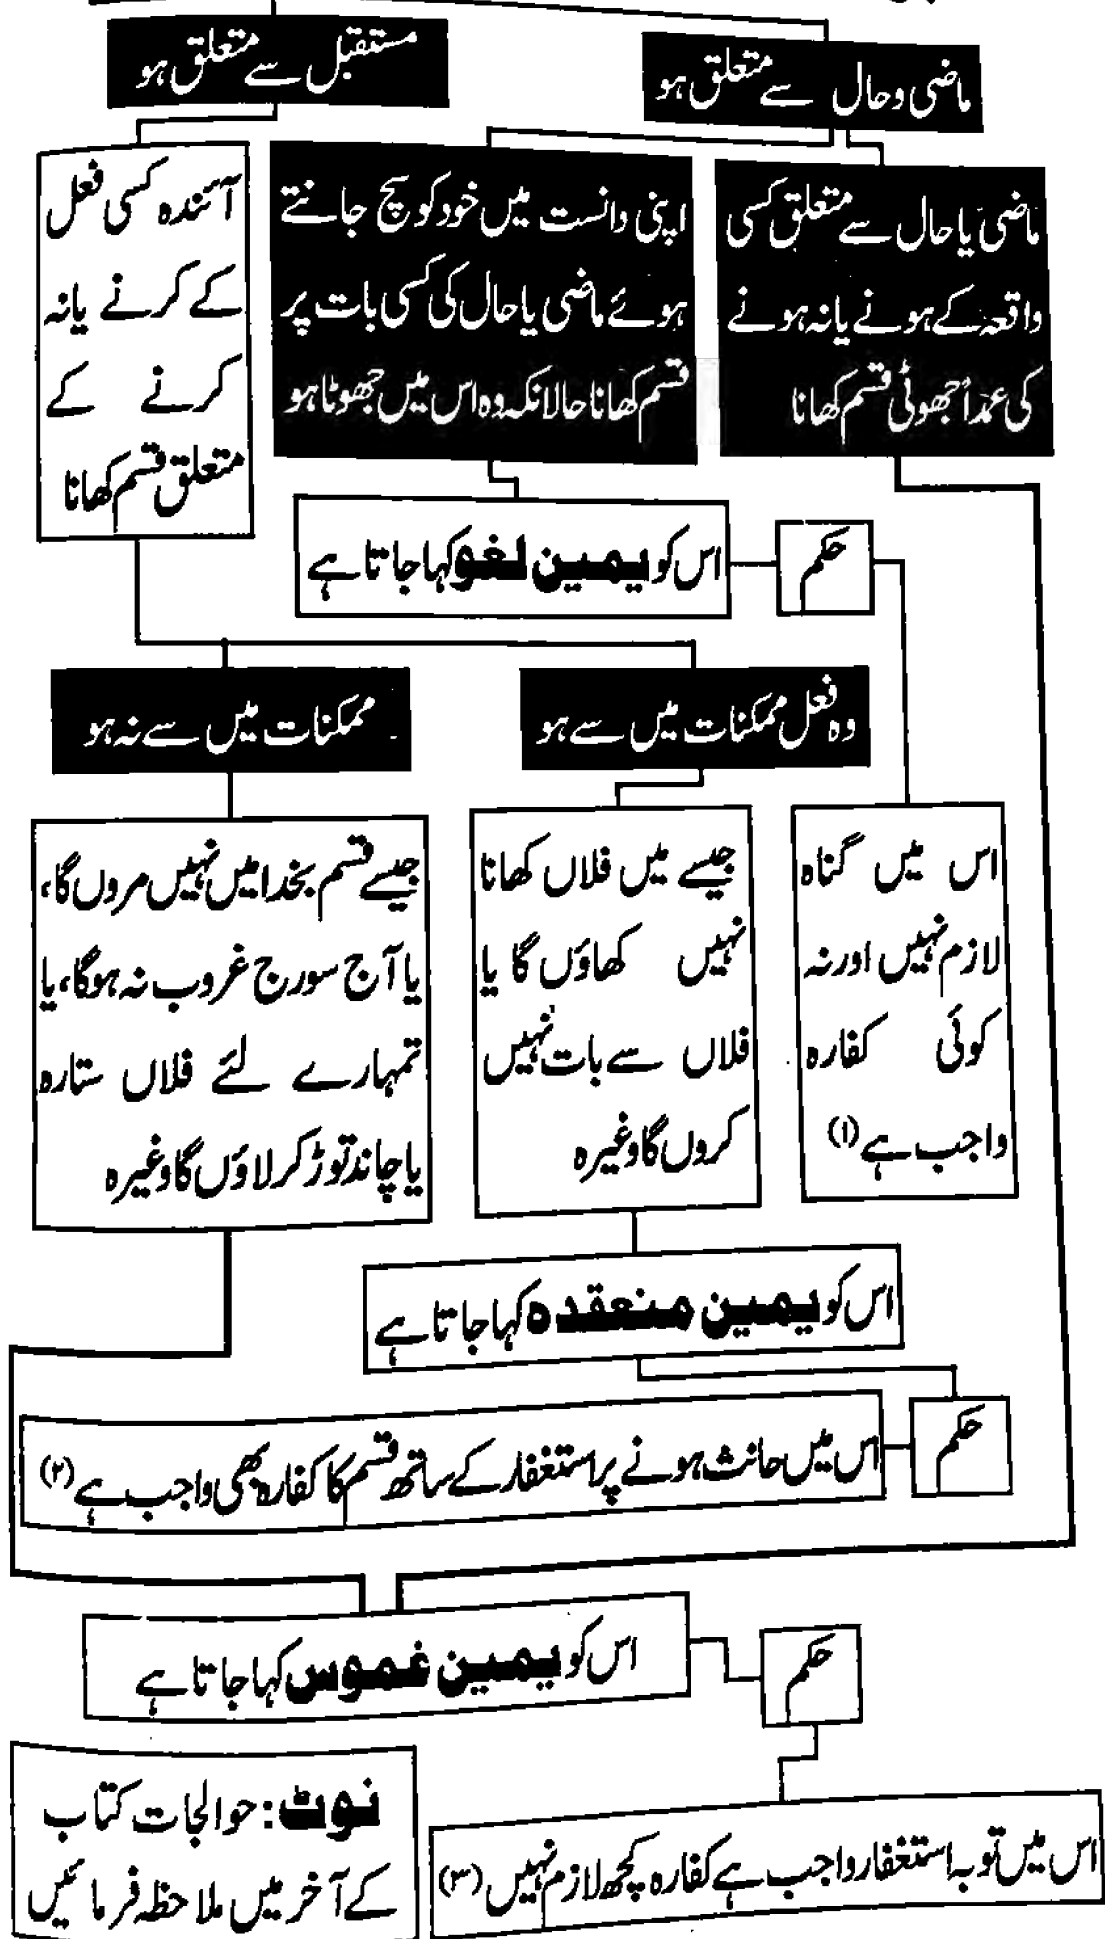 ماضی وحال سے متعلق ہو
مستقبل سے متعلق ہو
ماضی یا حال سے متعلق کسی
واقعہ کے ہونے یا نہ ہونے
کی عمداً جھوٹی قسم کھانا
اپنی دانست میں خود کو سچ جانتے
ہوئے ماضی یا حال کی کسی بات پر
قسم کھانا حالانکہ وہ اس میں جھوٹا ہو
آئندہ کسی فعل
کے کرنے یا نہ
کرنے کے
متعلق قسم کھانا
اس کو یمین لغو کہا جاتا ہے
حکم
وہ فعل ممکنات میں سے ہو
ممکنات میں سے نہ ہو
اس میں گناہ
لازم نہیں اور نہ
کوئی کفارہ
واجب ہے (۱)
جیسے میں فلاں کھانا
نہیں کھاؤں گا یا
فلاں سے بات نہیں
کروں گا وغیرہ
جیسے قسم بخدا میں نہیں مروں گا،
یا آج سورج غروب نہ ہوگا، یا
تمہارے لئے فلاں ستارہ
یا چاند توڑ کر لاؤں گا وغیرہ
اس کو یمین منعقدہ کہا جاتا ہے
حکم
اس میں حانث ہونے پر استغفار کے ساتھ قسم کا کفارہ بھی واجب ہے (۲)
اس کو یمین غموس کہا جاتا ہے
حکم
اس میں توبہ استغفار واجب ہے کفارہ کچھ لازم نہیں (۳)
نوٹ: حوالجات کتاب
کے آخر میں ملاحظہ فرمائیں